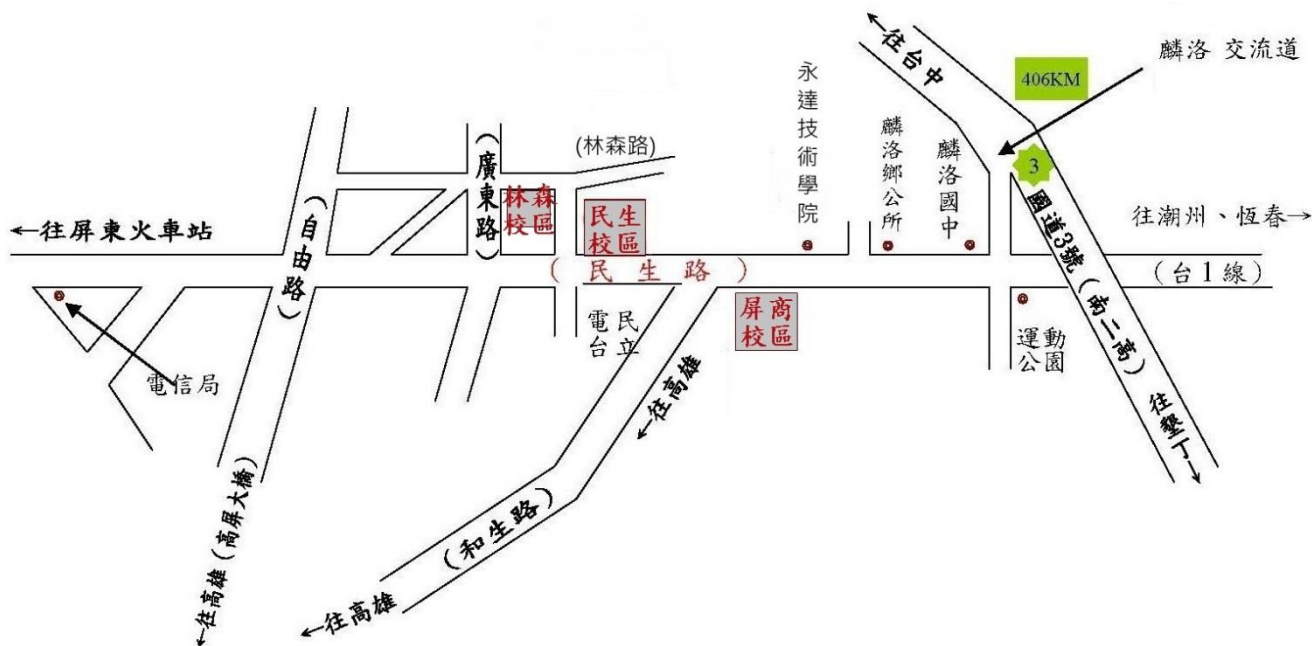 ←往台中
麟洛 交流道
406KM
永達技術學院
麟洛鄉公所
麟洛國中
3
(林森路)
(廣東路)
林森
校區
民生
校區
←往屏東火車站
(自由路)
國道3號(南二高)
往潮州、恆春→
(民生路)
(台1線)
電民
台立
屏商
校區
運動
公園
電信局
←往高雄
往墾丁→
←往高雄(高屏大橋)
(和生路)
←往高雄